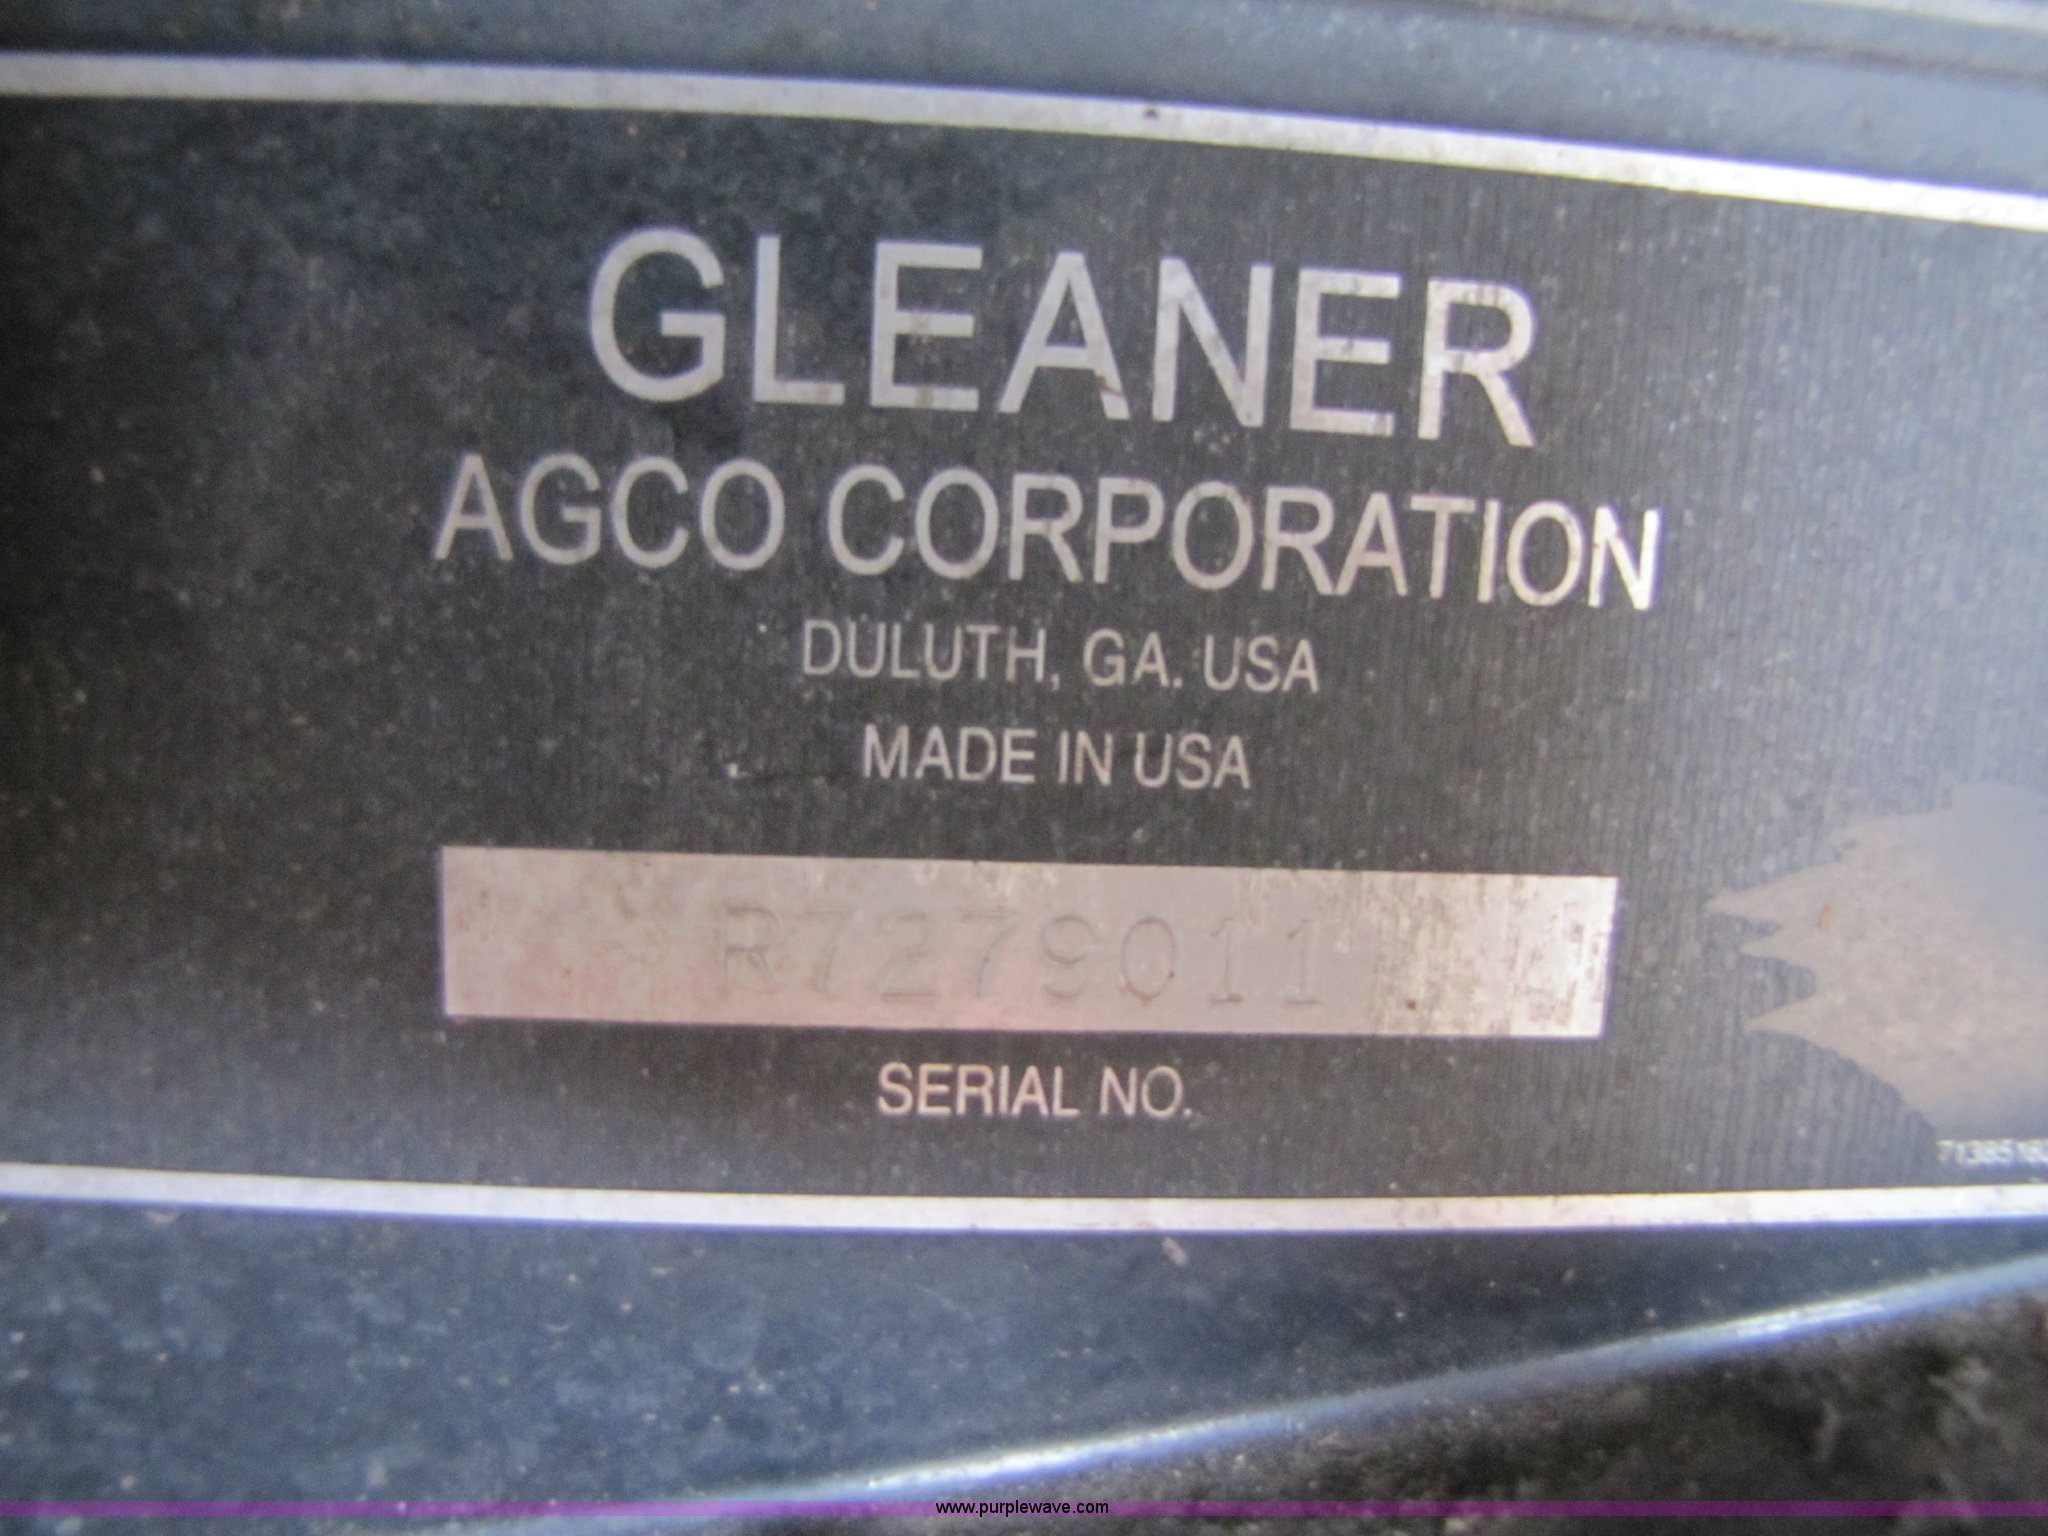 GLEANER
AGCO CORPORATION
DULUTH, GA. USA
MADE IN USA
R7279011
SERIAL NO.
www.purplewave.com